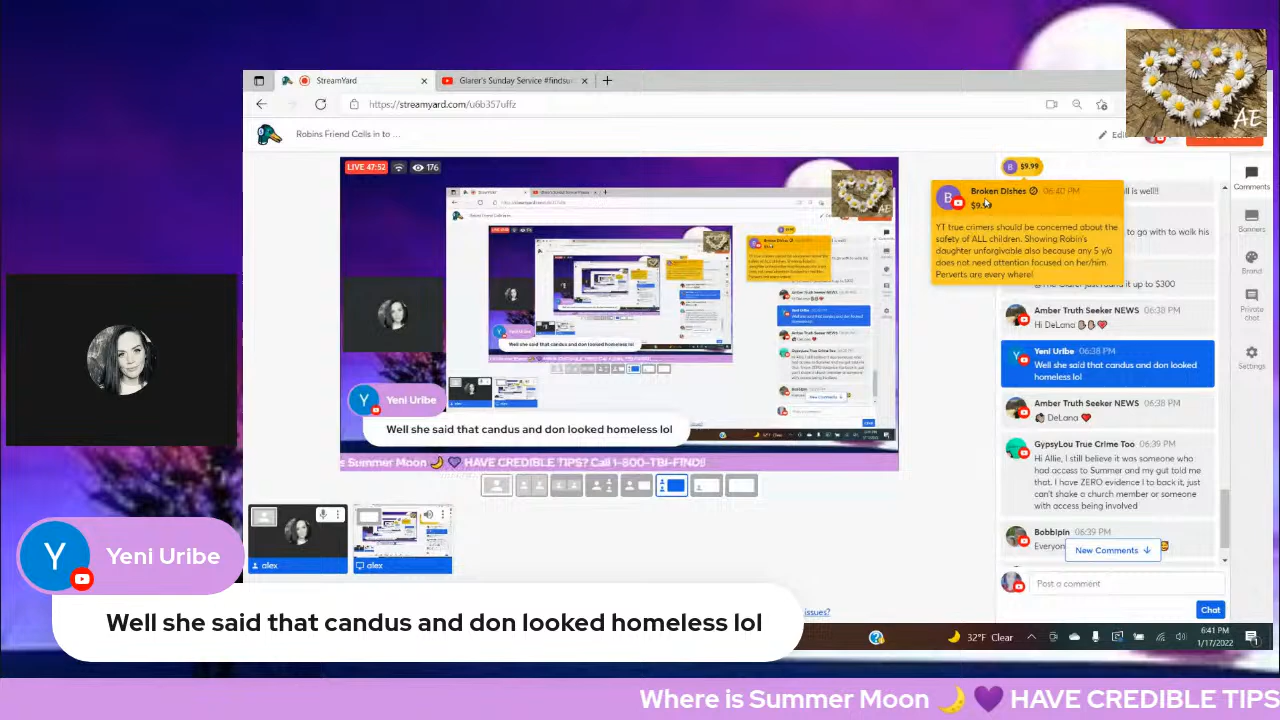 StreamYard
Glarer's Sunday Service #findsu
https://streamyard.com/u6b357uffz
Robins Friend Calls in to ...
AE
LIVE 47:52
176
B $9.99
B
Broken Dishes
06:40 PM
YT true crimers should be concerned about the
safety of ALL children. Showing Robin's
daughter unforgivable also because any 5 y/o
does not need attention focused on her/him.
Perverts are every where!
to go with to walk his
Amber Truth Seeker NEWS 06:38 PM
Hi DeLana
Y
Yeni Uribe 06:38 PM
Well she said that candus and don looked
homeless lol
Amber Truth Seeker NEWS 06:38 PM
DeLana
GypsyLou True Crime Too 06:39 PM
Hi Allie, I still believe it was someone who
had access to Summer and my gut told me
that, I have ZERO evidence I to back it, just
can't shake a church member or someone
with access being involved
Bobbipin 06:39 PM
New Comments
Post a comment
Chat
Comments
Banners
Brand
Private
chat
Settings
Y
Yeni Uribe
Well she said that candus and don looked homeless lol
s Summer Moon 🌙 💜 HAVE CREDIBLE TIPS? Call 1-800-TBI-FIND!!
alex
alex
issues?
32°F Clear
6:41 PM
1/17/2022
Y
Yeni Uribe
Well she said that candus and don looked homeless lol
Where is Summer Moon 🌙 💜 HAVE CREDIBLE TIPS